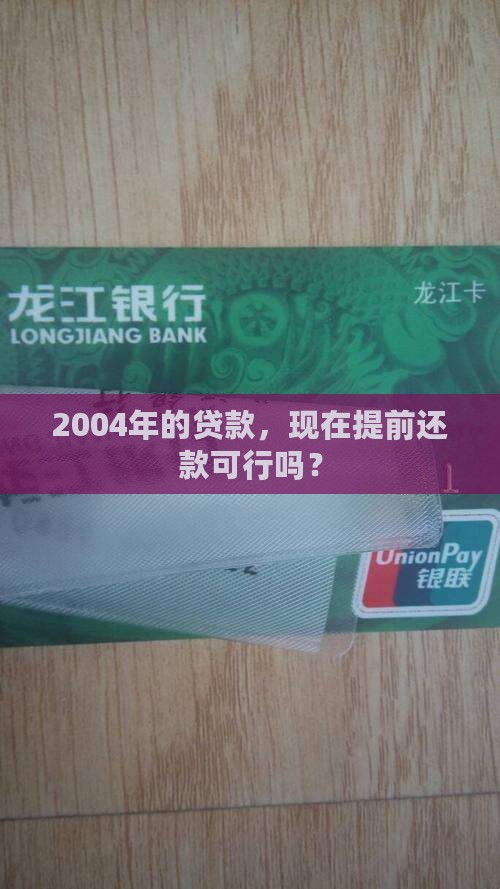 龙江银行
LONGJIANG BANK
龙江卡
2004年的贷款，现在提前还
款可行吗？
1
UnionPay
银联